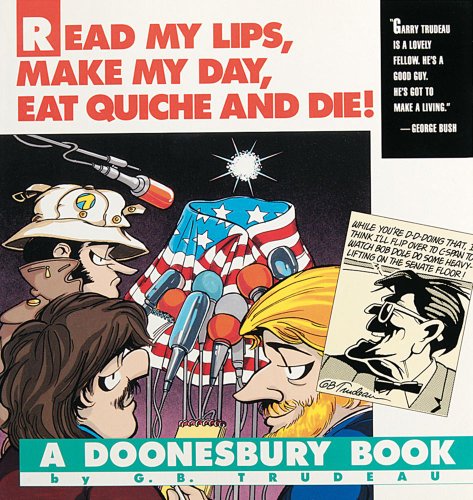 READ MY LIPS,
MAKE MY DAY,
EAT QUICHE AND DIE!
"GARRY TRUDEAU
IS A LOVELY
FELLOW. HE'S A
GOOD GUY.
HE'S GOT TO
MAKE A LIVING."
— GEORGE BUSH
7
WHILE YOU'RE D-D-DOING THAT, I
THINK I'LL FLIP OVER TO C-SPAN TO
WATCH BOB DOLE DO SOME HEAVY-
LIFTING ON THE SENATE FLOOR!
GB Trudeau
A DOONESBURY BOOK
by G.B. TRUDEAU